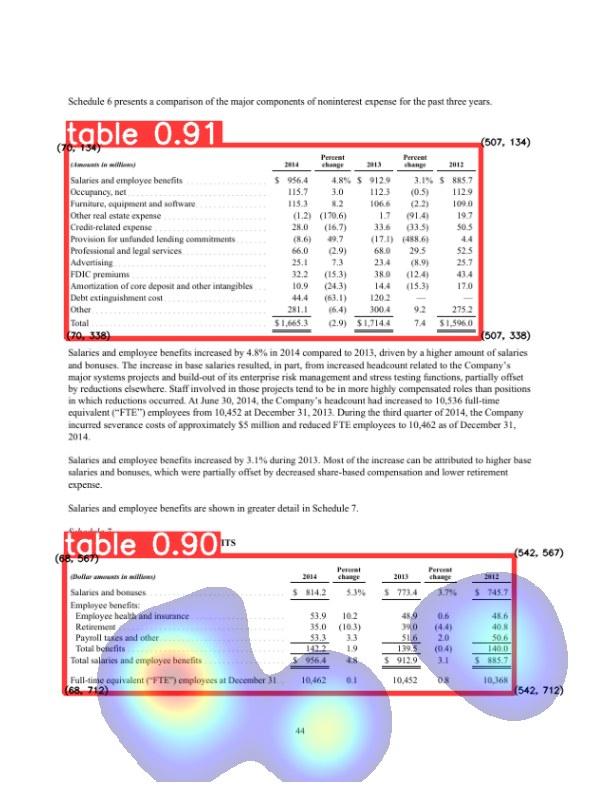 Schedule 6 presents a comparison of the major components of noninterest expense for the past three years.
table 0.91
(70, 134) (507, 134)
(Amounts in millions) 2014 Percent change 2013 Percent change 2012
Salaries and employee benefits $ 956.4 4.8% $ 912.9 3.1% $ 885.7
Occupancy, net 115.7 3.0 112.3 (0.5) 112.9
Furniture, equipment and software 115.3 8.2 106.6 (2.2) 109.0
Other real estate expense (1.2) (170.6) 1.7 (91.4) 19.7
Credit-related expense 28.0 (16.7) 33.6 (33.5) 50.5
Provision for unfunded lending commitments (8.6) 49.7 (17.1) (488.6) 4.4
Professional and legal services 66.0 (2.9) 68.0 29.5 52.5
Advertising 25.1 7.3 23.4 (8.9) 25.7
FDIC premiums 32.2 (15.3) 38.0 (12.4) 43.4
Amortization of core deposit and other intangibles 10.9 (24.3) 14.4 (15.3) 17.0
Debt extinguishment cost 44.4 (63.1) 120.2 — —
Other 281.1 (6.4) 300.4 9.2 275.2
Total $ 1,665.3 (2.9) $ 1,714.4 7.4 $ 1,596.0
(70, 338) (507, 338)
Salaries and employee benefits increased by 4.8% in 2014 compared to 2013, driven by a higher amount of salaries
and bonuses. The increase in base salaries resulted, in part, from increased headcount related to the Company's
major systems projects and build-out of its enterprise risk management and stress testing functions, partially offset
by reductions elsewhere. Staff involved in those projects tend to be in more highly compensated roles than positions
in which reductions occurred. At June 30, 2014, the Company's headcount had increased to 10,536 full-time
equivalent ("FTE") employees from 10,452 at December 31, 2013. During the third quarter of 2014, the Company
incurred severance costs of approximately $5 million and reduced FTE employees to 10,462 as of December 31,
2014.
Salaries and employee benefits increased by 3.1% during 2013. Most of the increase can be attributed to higher base
salaries and bonuses, which were partially offset by decreased share-based compensation and lower retirement
expense.
Salaries and employee benefits are shown in greater detail in Schedule 7.
table 0.90 ITS
(68, 567) (542, 567)
(Dollar amounts in millions) 2014 Percent change 2013 Percent change 2012
Salaries and bonuses $ 814.2 5.3% $ 773.4 3.7% $ 745.7
Employee benefits:
Employee health and insurance 53.9 10.2 48.9 0.6 48.6
Retirement 35.0 (10.3) 39.0 (4.4) 40.8
Payroll taxes and other 53.3 3.3 51.6 2.0 50.6
Total benefits 142.2 1.9 139.5 (0.4) 140.0
Total salaries and employee benefits $ 956.4 4.8 $ 912.9 3.1 $ 885.7
Full-time equivalent ("FTE") employees at December 31 10,462 0.1 10,452 0.8 10,368
(68, 712) (542, 712)
44